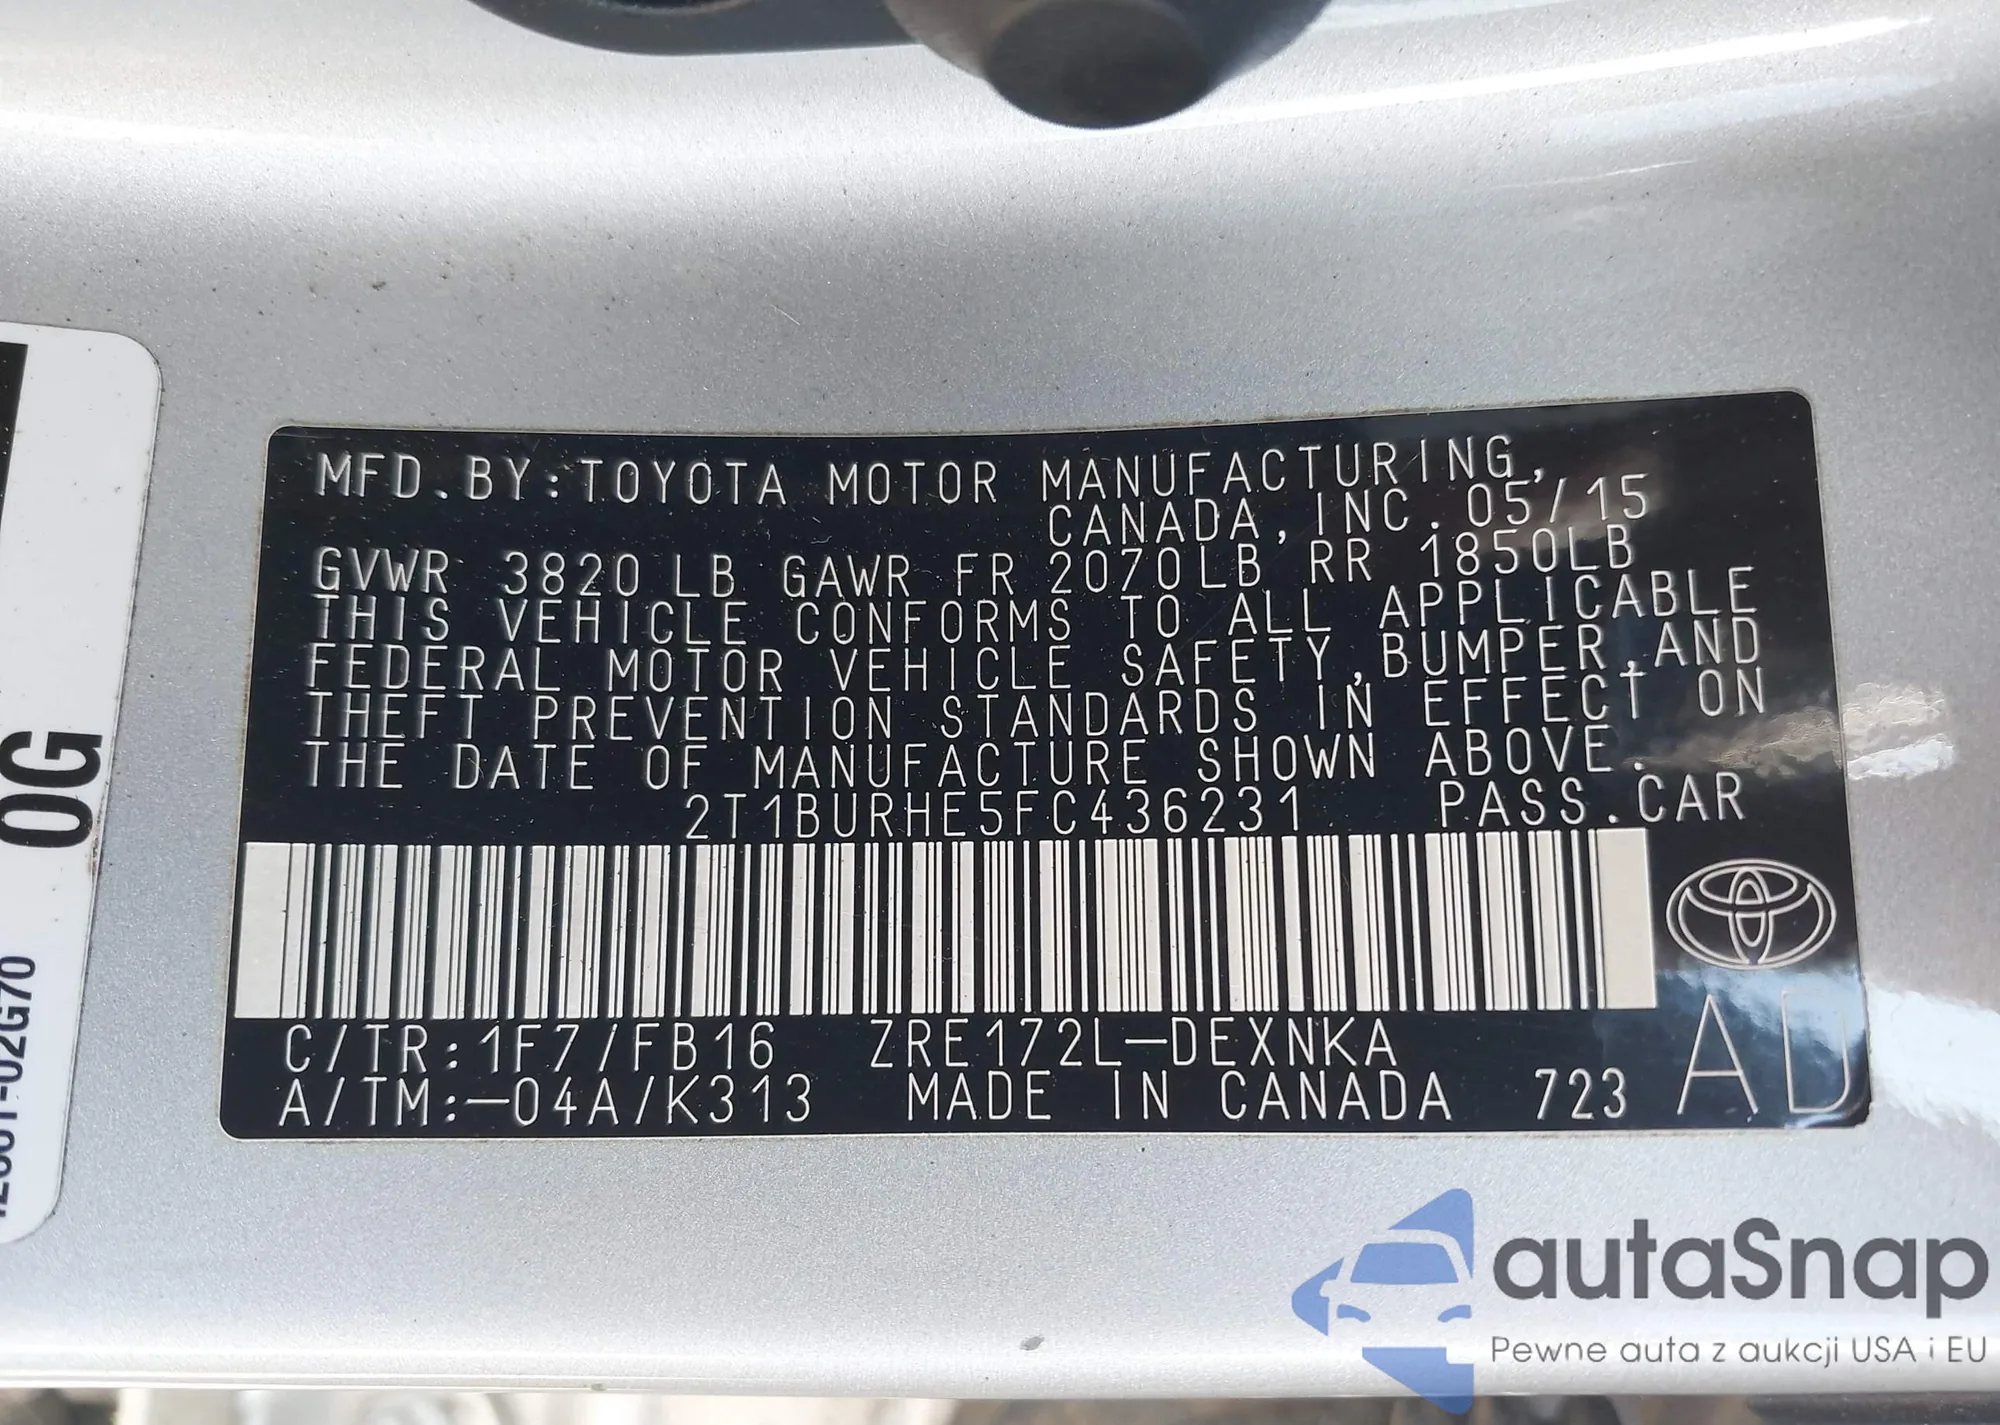 MFD.BY:TOYOTA MOTOR MANUFACTURING,
CANADA,INC.05/15
GVWR 3820 LB GAWR FR 2070LB RR 1850LB
THIS VEHICLE CONFORMS TO ALL APPLICABLE
FEDERAL MOTOR VEHICLE SAFETY,BUMPER,AND
THEFT PREVENTION STANDARDS IN EFFECT ON
THE DATE OF MANUFACTURE SHOWN ABOVE.
2T1BURHE5FC436231 PASS.CAR
C/TR:1F7/FB16 ZRE172L-DEXNKA
A/TM:-04A/K313 MADE IN CANADA 723
AD
0G
autaSnap
Pewne auta z aukcji USA i EU